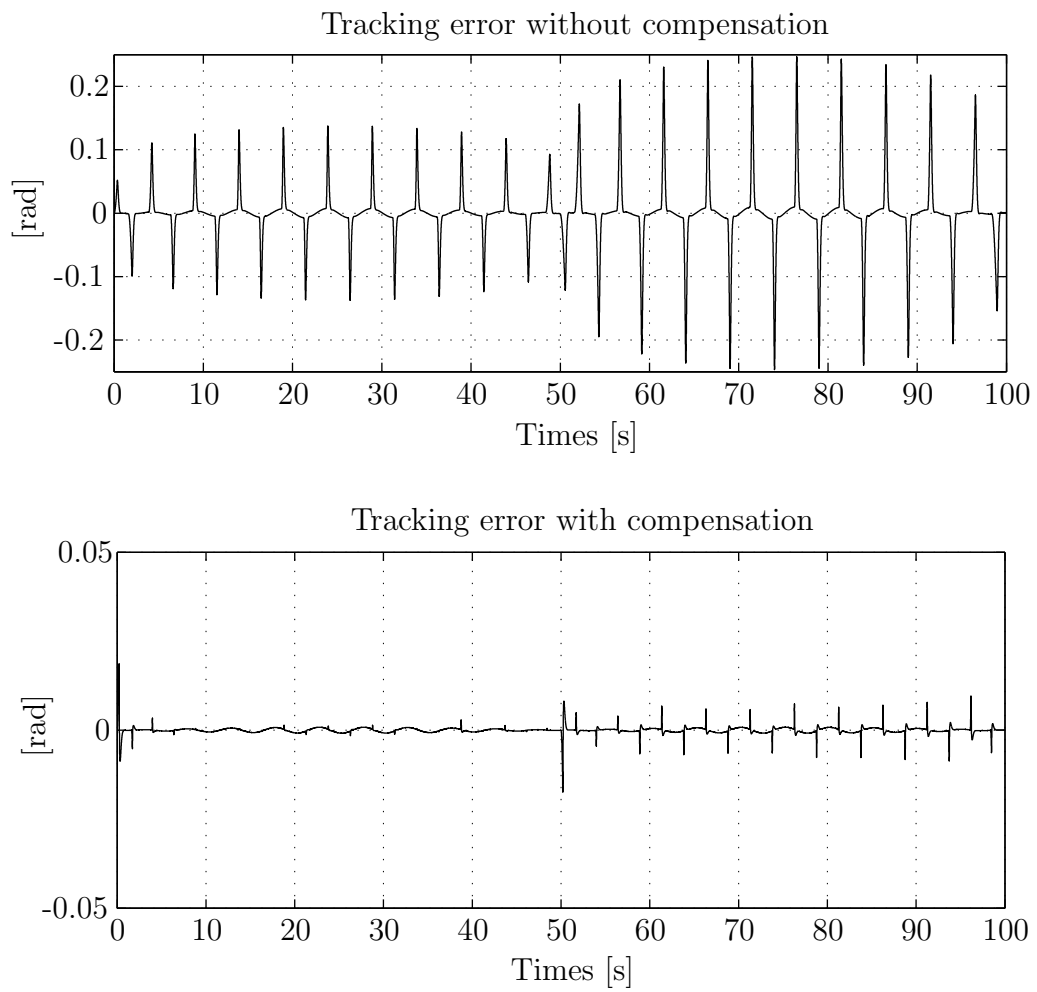 Tracking error without compensation
0.2
0.1
0
-0.1
-0.2
[rad]
0 10 20 30 40 50 60 70 80 90 100
Times [s]
Tracking error with compensation
0.05
0
-0.05
[rad]
0 10 20 30 40 50 60 70 80 90 100
Times [s]